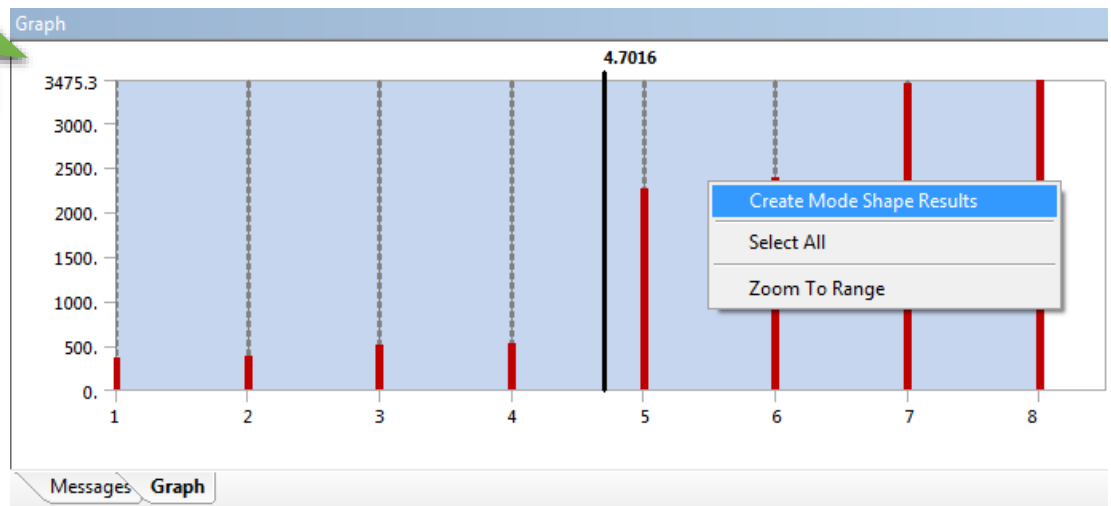 Graph
4.7016
3475.3
3000.
2500.
2000.
1500.
1000.
500.
0.
Create Mode Shape Results
Select All
Zoom To Range
1 2 3 4 5 6 7 8
Messages Graph